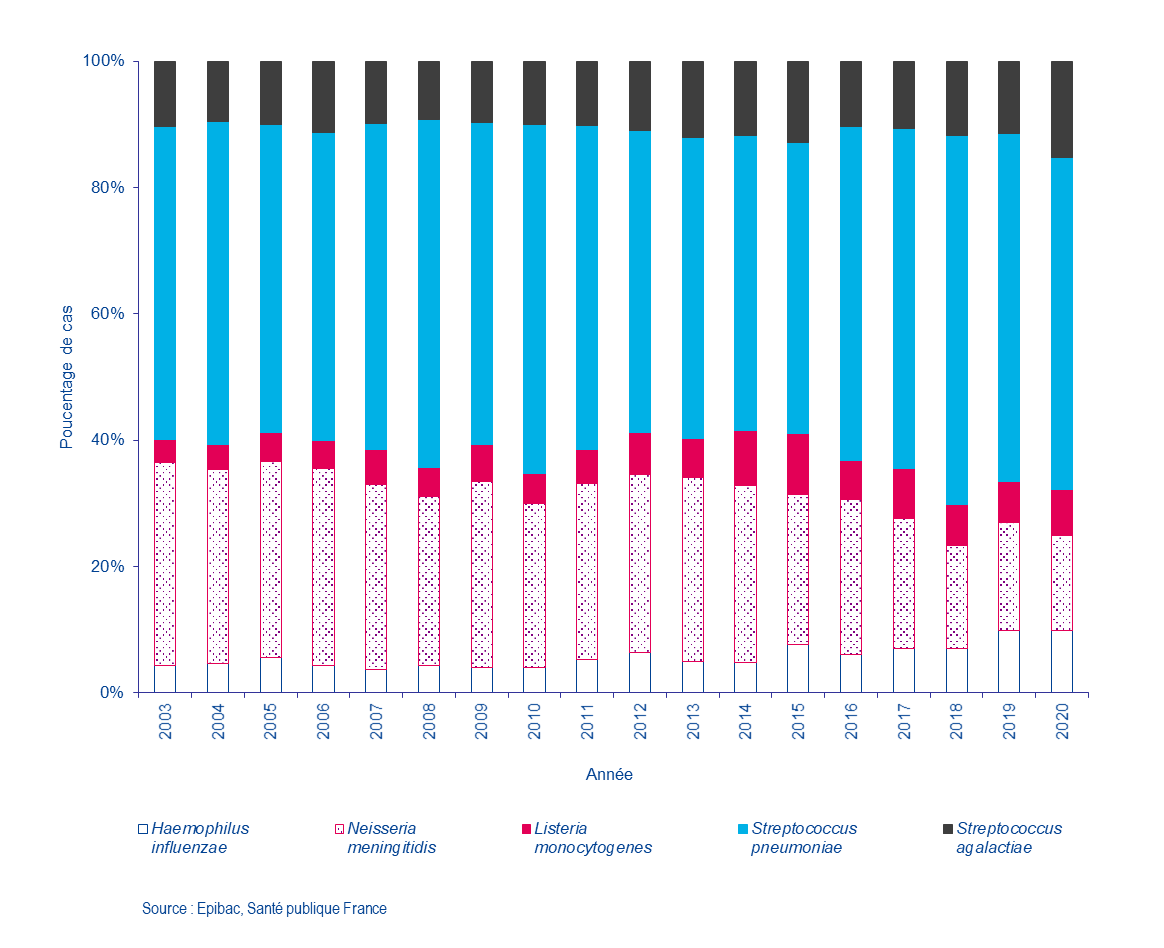 100%
80%
60%
40%
20%
0%
Poucentage de cas
2003 2004 2005 2006 2007 2008 2009 2010 2011 2012 2013 2014 2015 2016 2017 2018 2019 2020
Année
Haemophilus influenzae
Neisseria meningitidis
Listeria monocytogenes
Streptococcus pneumoniae
Streptococcus agalactiae
Source : Epibac, Santé publique France